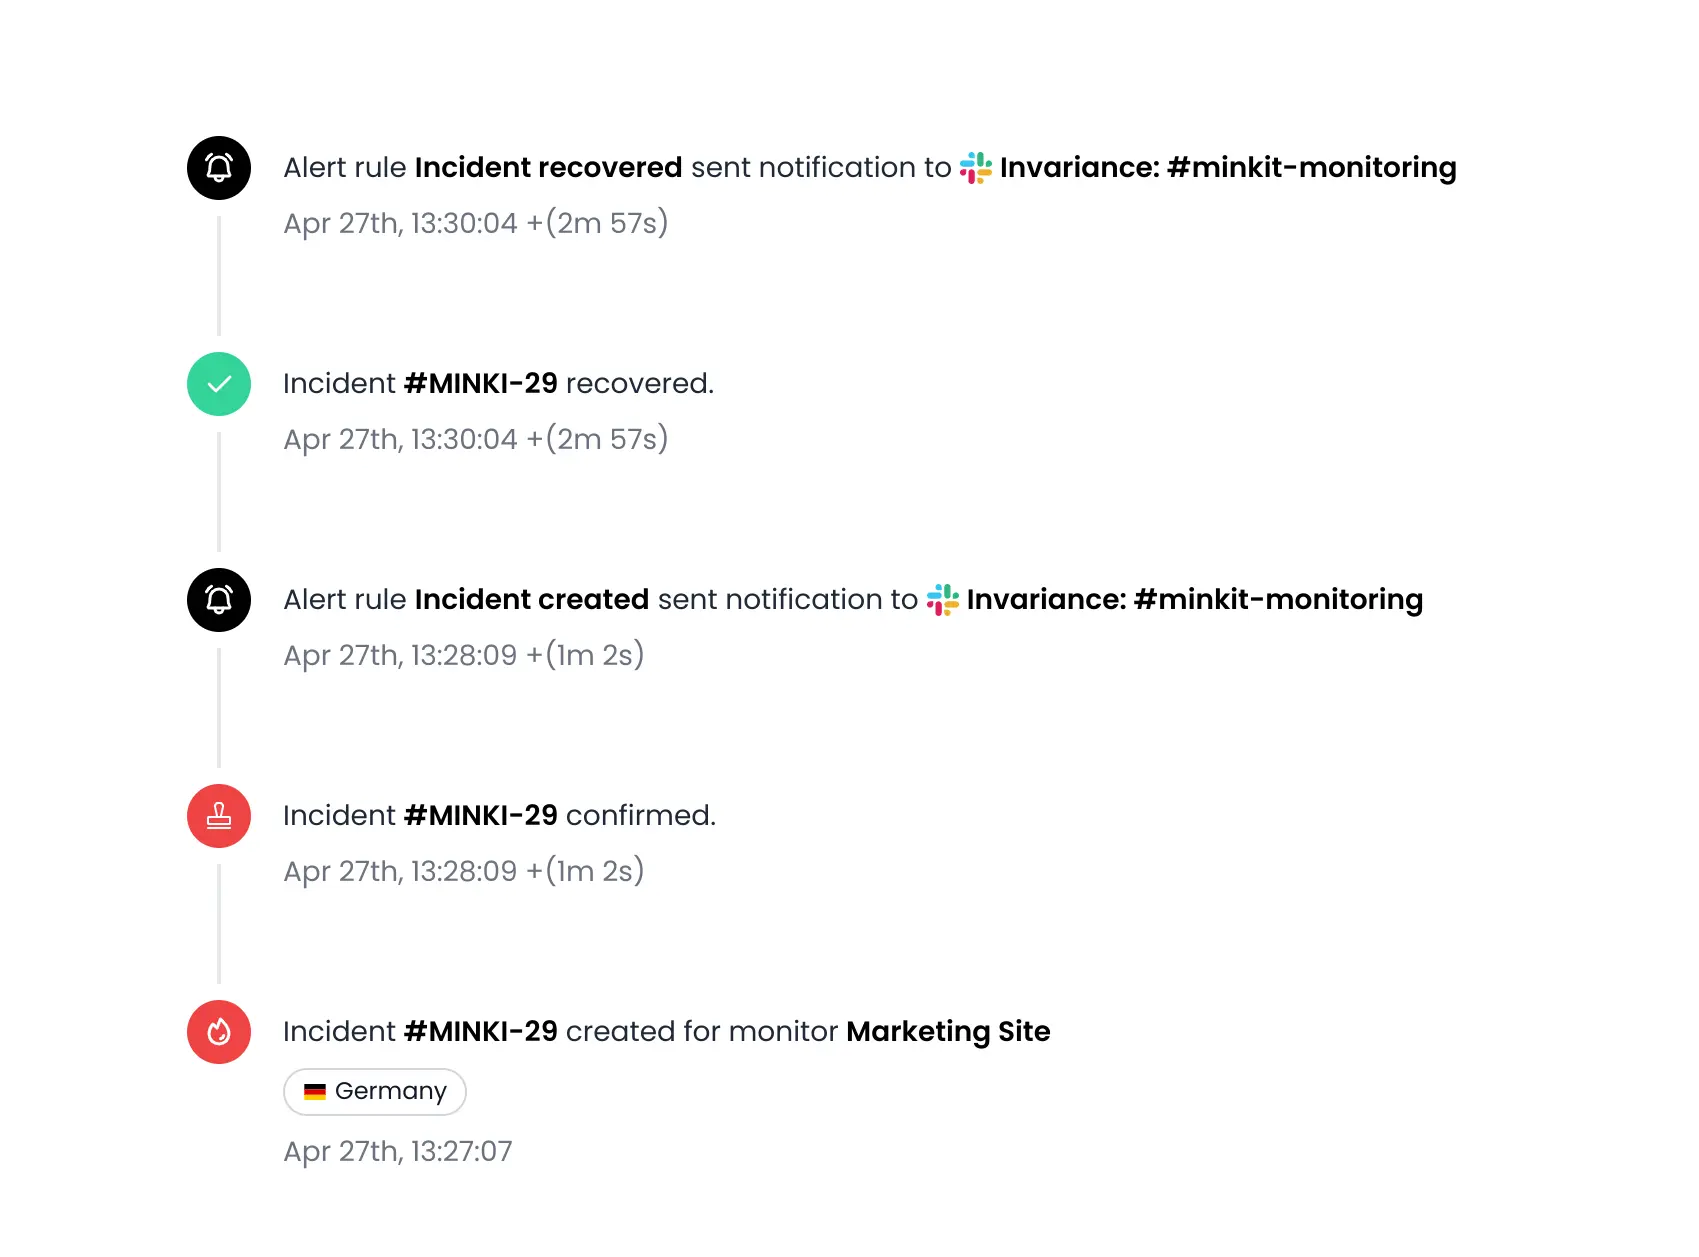 Alert rule Incident recovered sent notification to Invariance: #minkit-monitoring
Apr 27th, 13:30:04 +(2m 57s)
Incident #MINKI-29 recovered.
Apr 27th, 13:30:04 +(2m 57s)
Alert rule Incident created sent notification to Invariance: #minkit-monitoring
Apr 27th, 13:28:09 +(1m 2s)
Incident #MINKI-29 confirmed.
Apr 27th, 13:28:09 +(1m 2s)
Incident #MINKI-29 created for monitor Marketing Site
Germany
Apr 27th, 13:27:07